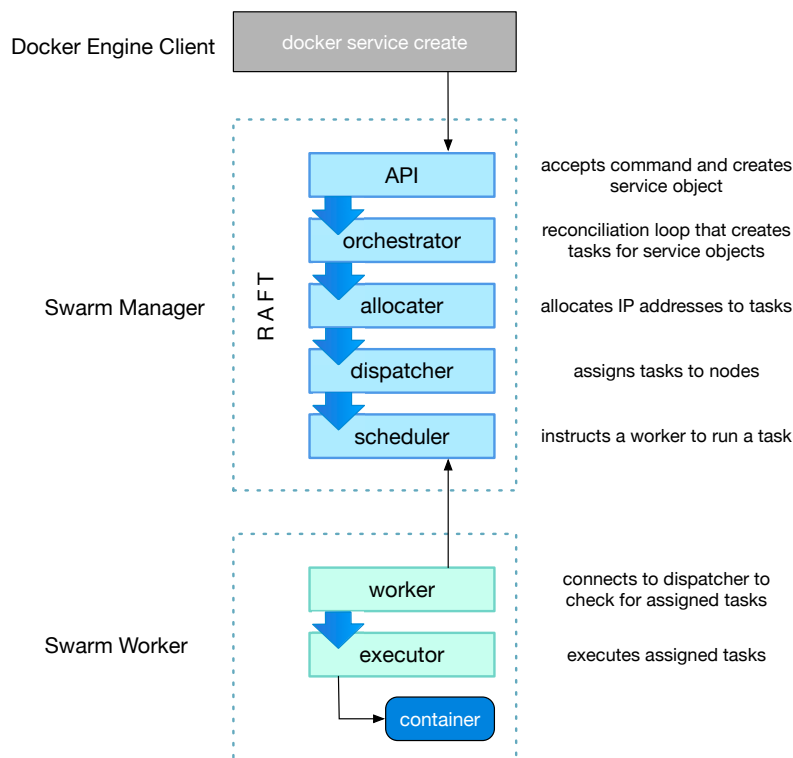 Docker Engine Client
docker service create
Swarm Manager
RAFT
API
accepts command and creates
service object
orchestrator
reconciliation loop that creates
tasks for service objects
allocater
allocates IP addresses to tasks
dispatcher
assigns tasks to nodes
scheduler
instructs a worker to run a task
Swarm Worker
worker
connects to dispatcher to
check for assigned tasks
executor
executes assigned tasks
container